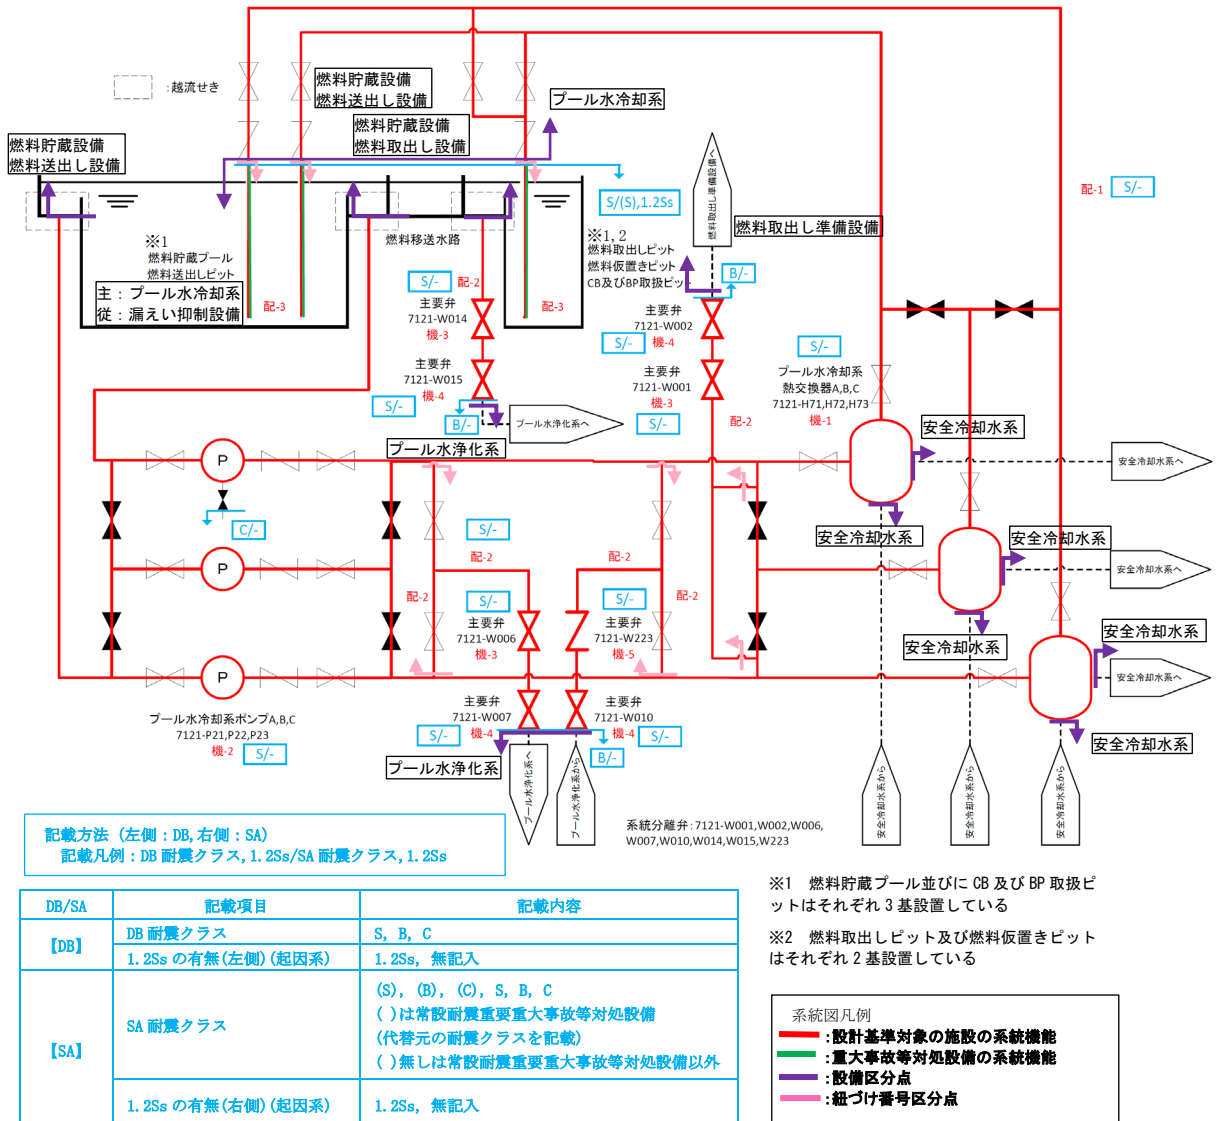 :越流せき
燃料貯蔵設備
燃料送出し設備
プール水冷却系
燃料貯蔵設備
燃料取出し設備
燃料貯蔵設備
燃料送出し設備
配-1
S/-
S/(S),1.2Ss
燃料取出し準備設備へ
燃料取出し準備設備
燃料移送水路
※1
燃料貯蔵プール
燃料送出しピット
主：プール水冷却系
従：漏えい抑制設備
配-3
※1,2
燃料取出しピット
燃料仮置きピット
CB及びBP取扱ピット
配-3
S/-
配-2
主要弁
7121-W014
機-3
主要弁
7121-W015
機-4
S/-
B/-
プール水浄化系へ
プール水浄化系
B/-
主要弁
7121-W002
機-4
S/-
主要弁
7121-W001
機-3
S/-
配-2
S/-
プール水冷却系
熱交換器A,B,C
7121-H71,H72,H73
機-1
安全冷却水系
安全冷却水系へ
安全冷却水系
安全冷却水系
安全冷却水系へ
安全冷却水系
安全冷却水系
安全冷却水系へ
安全冷却水系
P
C/-
P
P
プール水冷却系ポンプA,B,C
7121-P21,P22,P23
機-2
S/-
S/-
配-2
配-2
配-2
配-2
S/-
主要弁
7121-W006
機-3
S/-
主要弁
7121-W223
機-5
主要弁
7121-W007
機-4
S/-
主要弁
7121-W010
機-4
S/-
B/-
プール水浄化系
プール水浄化系へ
プール水浄化系から
安全冷却水系から
安全冷却水系から
安全冷却水系から
系統分離弁:7121-W001,W002,W006,
W007,W010,W014,W015,W223
記載方法（左側：DB,右側：SA）
記載凡例：DB 耐震クラス,1.2Ss/SA 耐震クラス,1.2Ss
DB/SA
記載項目
記載内容
【DB】
DB 耐震クラス
S, B, C
1.2Ss の有無(左側)(起因系)
1.2Ss, 無記入
【SA】
SA 耐震クラス
(S), (B), (C), S, B, C
( )は常設耐震重要重大事故等対処設備
(代替元の耐震クラスを記載)
( )無しは常設耐震重要重大事故等対処設備以外
1.2Ss の有無(右側)(起因系)
1.2Ss, 無記入
※1　燃料貯蔵プール並びに CB 及び BP 取扱ピ
ットはそれぞれ 3 基設置している
※2　燃料取出しピット及び燃料仮置きピット
はそれぞれ 2 基設置している
系統図凡例
:設計基準対象の施設の系統機能
:重大事故等対処設備の系統機能
:設備区分点
:紐づけ番号区分点